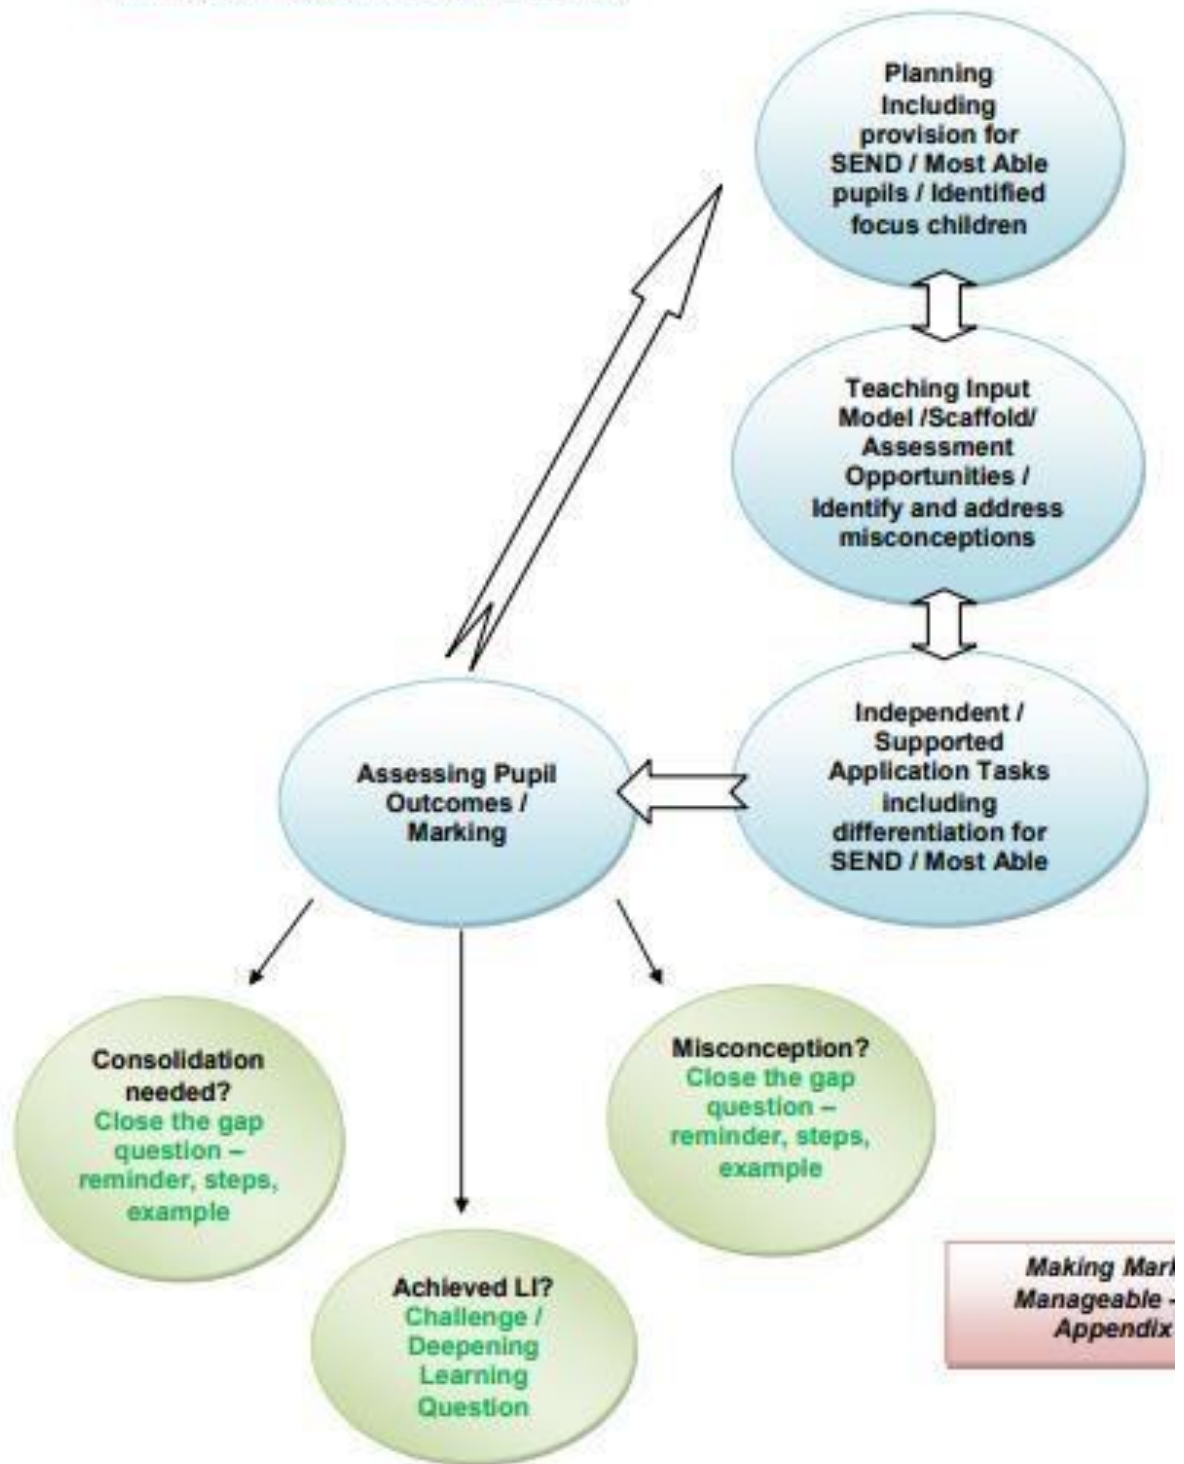 Planning
Including
provision for
SEND / Most Able
pupils / Identified
focus children
Teaching Input
Model /Scaffold/
Assessment
Opportunities /
Identify and address
misconceptions
Independent /
Supported
Application Tasks
including
differentiation for
SEND / Most Able
Assessing Pupil
Outcomes /
Marking
Consolidation
needed?
Close the gap
question –
reminder, steps,
example
Misconception?
Close the gap
question –
reminder, steps,
example
Achieved LI?
Challenge /
Deepening
Learning
Question
Making
Manageable -
Appendix